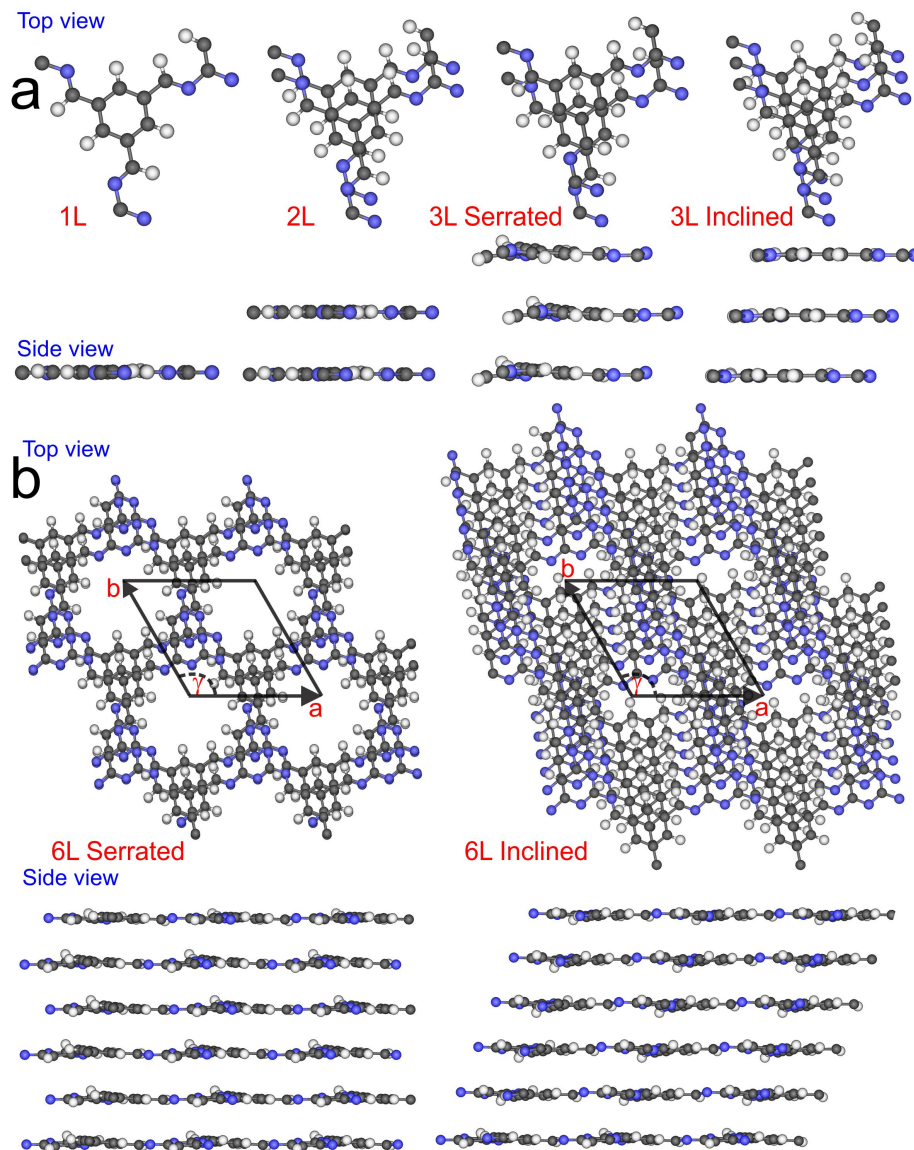 Top view
a
1L
2L
3L Serrated
3L Inclined
Side view
Top view
b
b
γ
a
b
γ
a
6L Serrated
6L Inclined
Side view